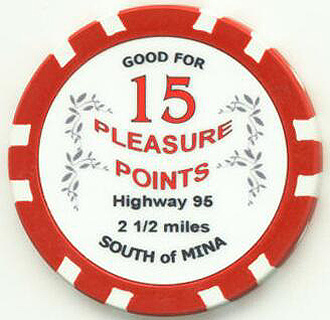 GOOD FOR
15
PLEASURE
POINTS
Highway 95
2 1/2 miles
SOUTH of MINA